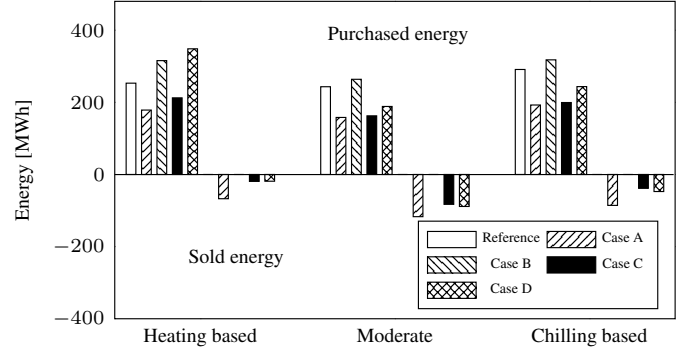 400
Purchased energy
200
Energy [MWh]
0
−200
Sold energy
−400
Reference
Case A
Case B
Case C
Case D
Heating based
Moderate
Chilling based